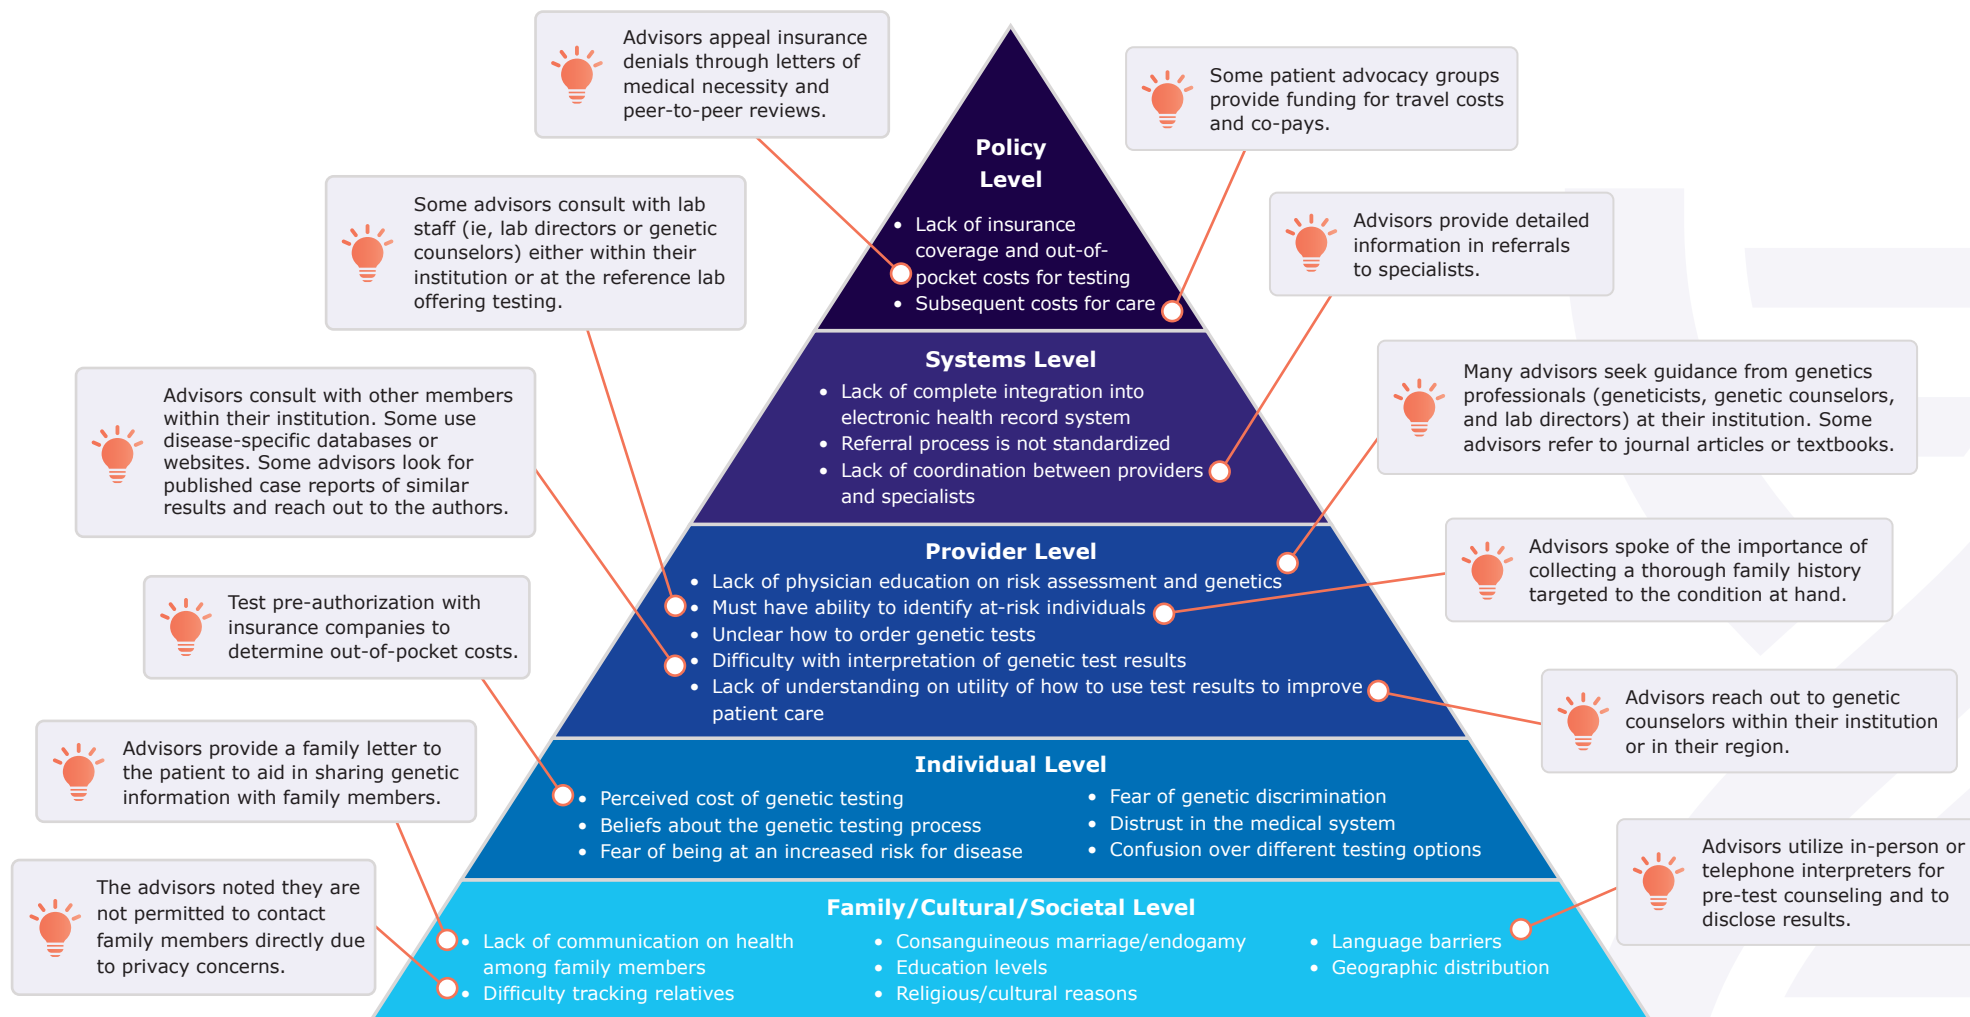 Advisors appeal insurance
denials through letters of
medical necessity and
peer-to-peer reviews.
Some patient advocacy groups
provide funding for travel costs
and co-pays.
Policy
Level
• Lack of insurance
coverage and out-of-
pocket costs for testing
• Subsequent costs for care
Some advisors consult with lab
staff (ie, lab directors or genetic
counselors) either within their
institution or at the reference lab
offering testing.
Advisors provide detailed
information in referrals
to specialists.
Systems Level
• Lack of complete integration into
electronic health record system
• Referral process is not standardized
• Lack of coordination between providers
and specialists
Advisors consult with other members
within their institution. Some use
disease-specific databases or
websites. Some advisors look for
published case reports of similar
results and reach out to the authors.
Many advisors seek guidance from genetics
professionals (geneticists, genetic counselors,
and lab directors) at their institution. Some
advisors refer to journal articles or textbooks.
Provider Level
• Lack of physician education on risk assessment and genetics
• Must have ability to identify at-risk individuals
• Unclear how to order genetic tests
• Difficulty with interpretation of genetic test results
• Lack of understanding on utility of how to use test results to improve
patient care
Advisors spoke of the importance of
collecting a thorough family history
targeted to the condition at hand.
Test pre-authorization with
insurance companies to
determine out-of-pocket costs.
Advisors reach out to genetic
counselors within their institution
or in their region.
Individual Level
• Perceived cost of genetic testing
• Beliefs about the genetic testing process
• Fear of being at an increased risk for disease
• Fear of genetic discrimination
• Distrust in the medical system
• Confusion over different testing options
Advisors provide a family letter to
the patient to aid in sharing genetic
information with family members.
The advisors noted they are
not permitted to contact
family members directly due
to privacy concerns.
Advisors utilize in-person or
telephone interpreters for
pre-test counseling and to
disclose results.
Family/Cultural/Societal Level
• Lack of communication on health
among family members
• Difficulty tracking relatives
• Consanguineous marriage/endogamy
• Education levels
• Religious/cultural reasons
• Language barriers
• Geographic distribution